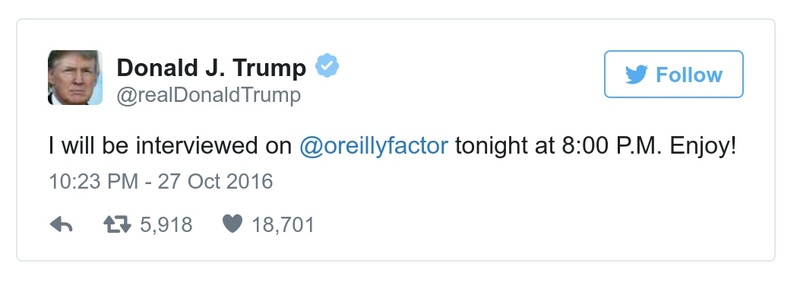 Donald J. Trump
@realDonaldTrump
Follow
I will be interviewed on @oreillyfactor tonight at 8:00 P.M. Enjoy!
10:23 PM - 27 Oct 2016
5,918 18,701